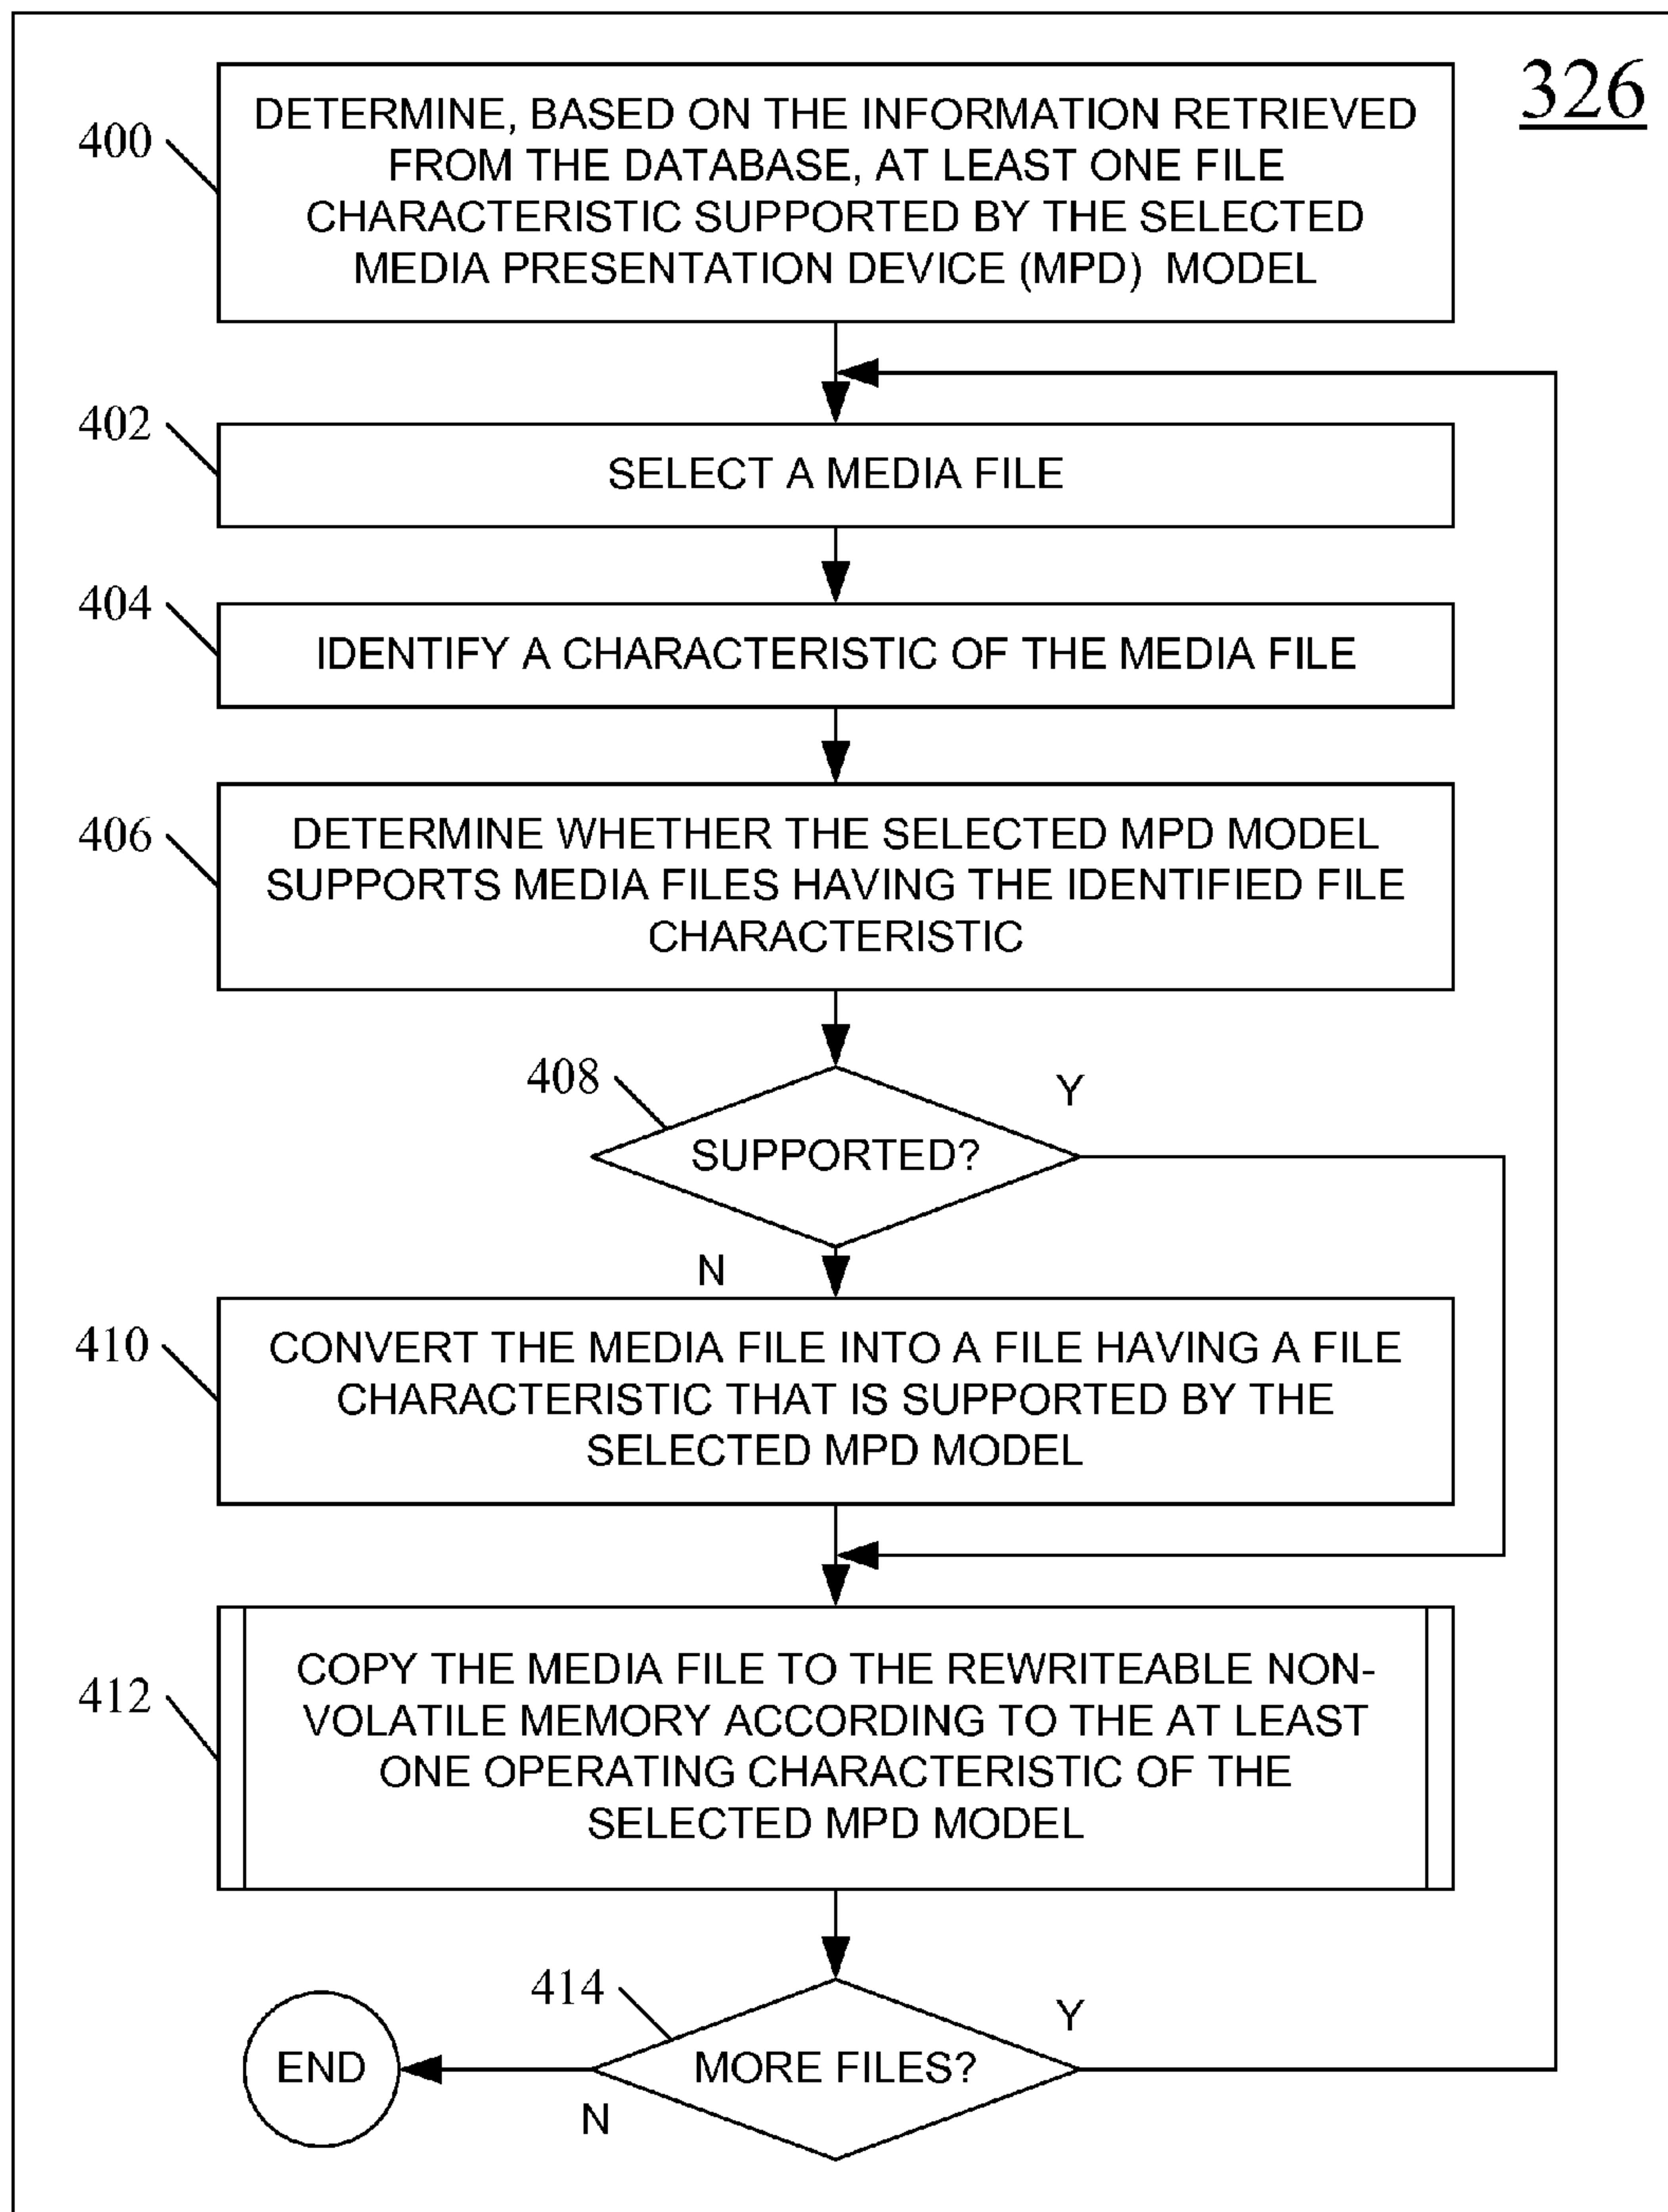 326
400
DETERMINE, BASED ON THE INFORMATION RETRIEVED
FROM THE DATABASE, AT LEAST ONE FILE
CHARACTERISTIC SUPPORTED BY THE SELECTED
MEDIA PRESENTATION DEVICE (MPD) MODEL
402
SELECT A MEDIA FILE
404
IDENTIFY A CHARACTERISTIC OF THE MEDIA FILE
406
DETERMINE WHETHER THE SELECTED MPD MODEL
SUPPORTS MEDIA FILES HAVING THE IDENTIFIED FILE
CHARACTERISTIC
408
Y
SUPPORTED?
N
410
CONVERT THE MEDIA FILE INTO A FILE HAVING A FILE
CHARACTERISTIC THAT IS SUPPORTED BY THE
SELECTED MPD MODEL
412
COPY THE MEDIA FILE TO THE REWRITEABLE NON-
VOLATILE MEMORY ACCORDING TO THE AT LEAST
ONE OPERATING CHARACTERISTIC OF THE
SELECTED MPD MODEL
414
Y
MORE FILES?
N
END